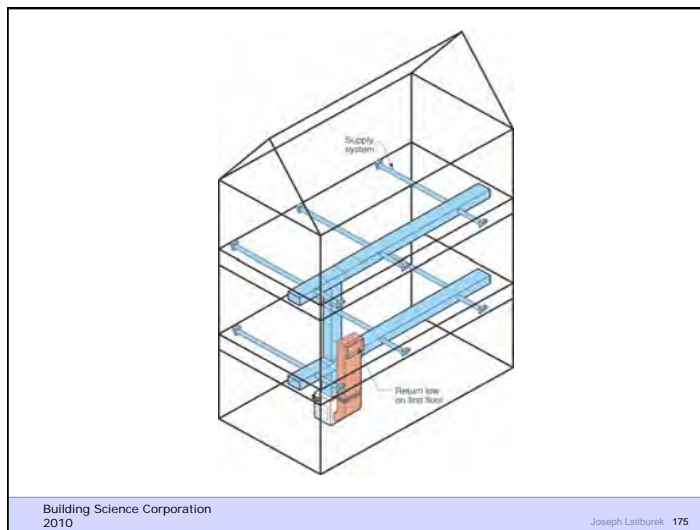 Supply
system
Return low
on first floor
Building Science Corporation
2010
Joseph Lstiburek 175